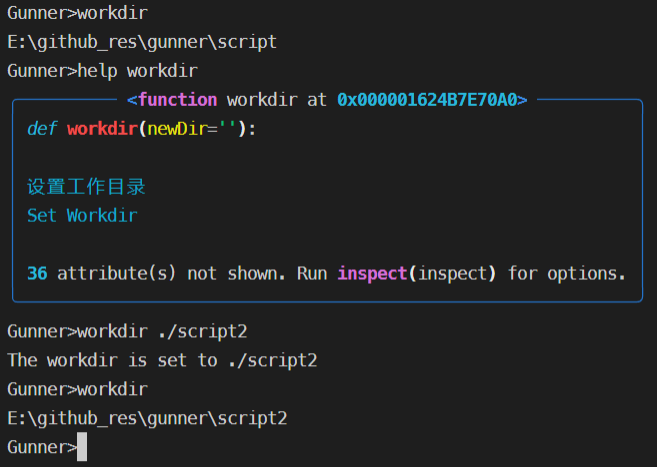 Gunner>workdir
E:\github_res\gunner\script
Gunner>help workdir
<function workdir at 0x000001624B7E70A0>
def workdir(newDir=''):
设置工作目录
Set Workdir
36 attribute(s) not shown. Run inspect(inspect) for options.
Gunner>workdir ./script2
The workdir is set to ./script2
Gunner>workdir
E:\github_res\gunner\script2
Gunner>